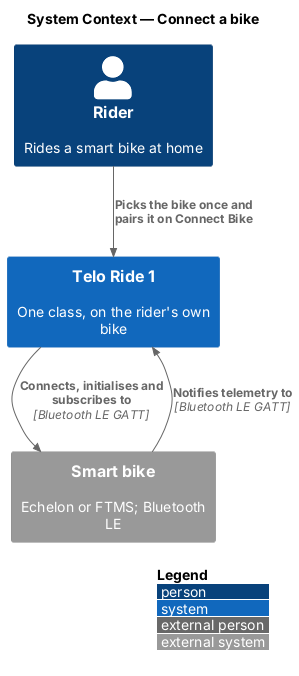 System Context — Connect a bike
Rider
Rides a smart bike at home
Picks the bike once and
pairs it on Connect Bike
Telo Ride 1
One class, on the rider's own
bike
Connects, initialises and
subscribes to
[Bluetooth LE GATT]
Notifies telemetry to
[Bluetooth LE GATT]
Smart bike
Echelon or FTMS; Bluetooth
LE
Legend
person
system
external person
external system